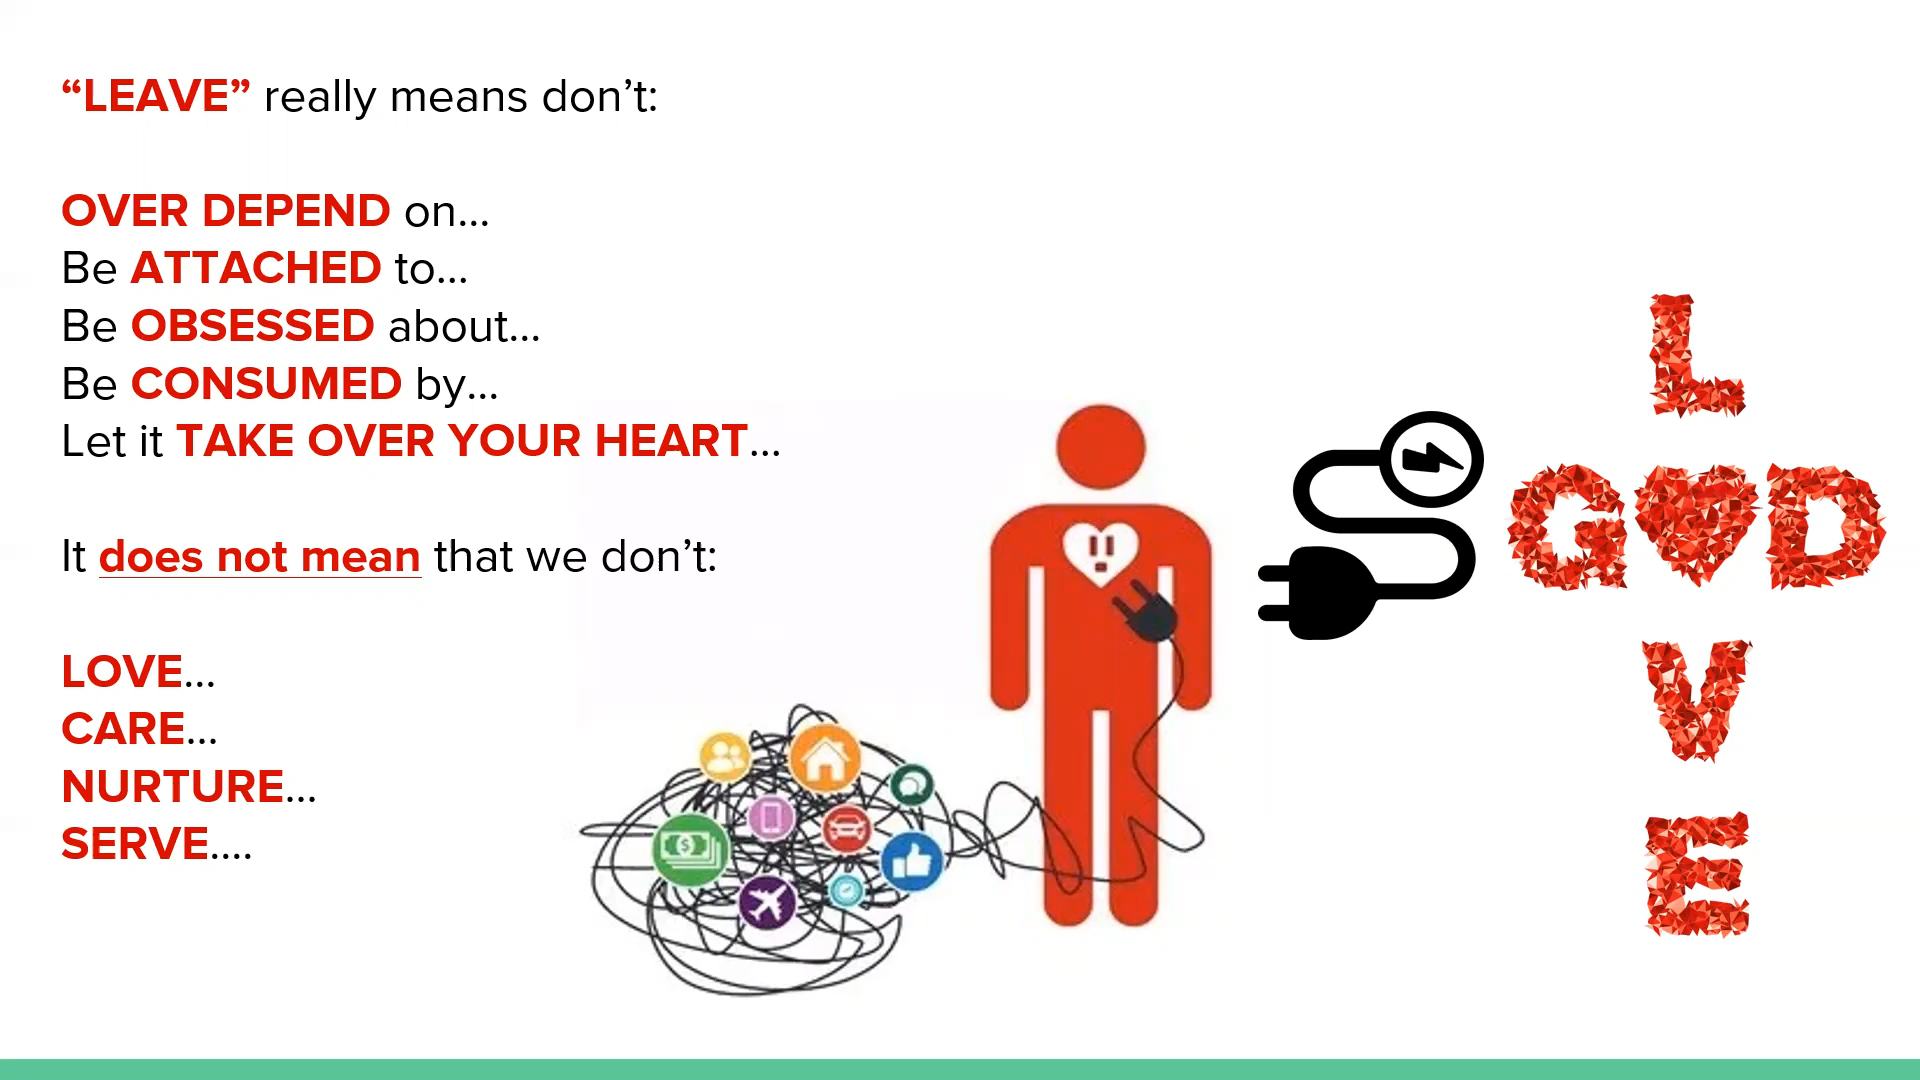 “LEAVE” really means don’t:
OVER DEPEND on...
Be ATTACHED to...
Be OBSESSED about...
Be CONSUMED by...
Let it TAKE OVER YOUR HEART...
It does not mean that we don’t:
LOVE...
CARE...
NURTURE...
SERVE....
$
L
G D
V
E